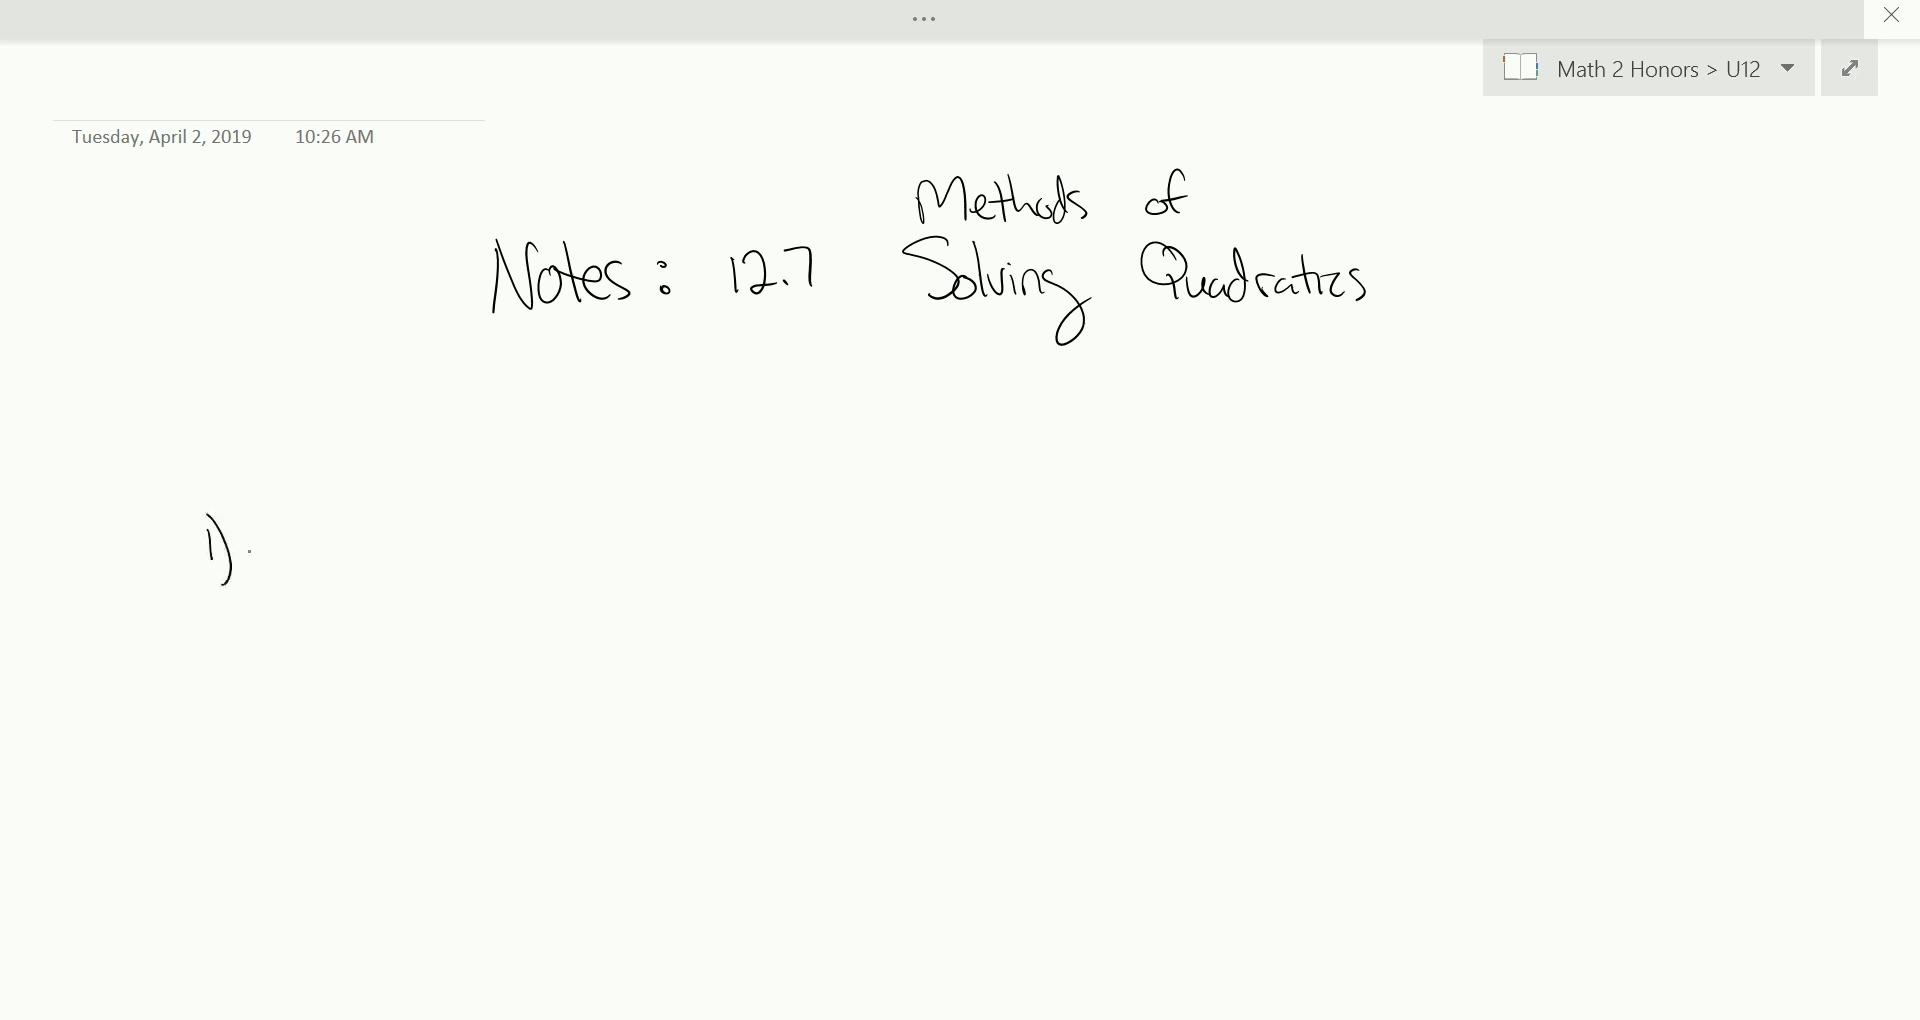 ...
Math 2 Honors > U12
Tuesday, April 2, 2019 10:26 AM
Methods of
Notes: 12.7 Solving Quadratics
1)